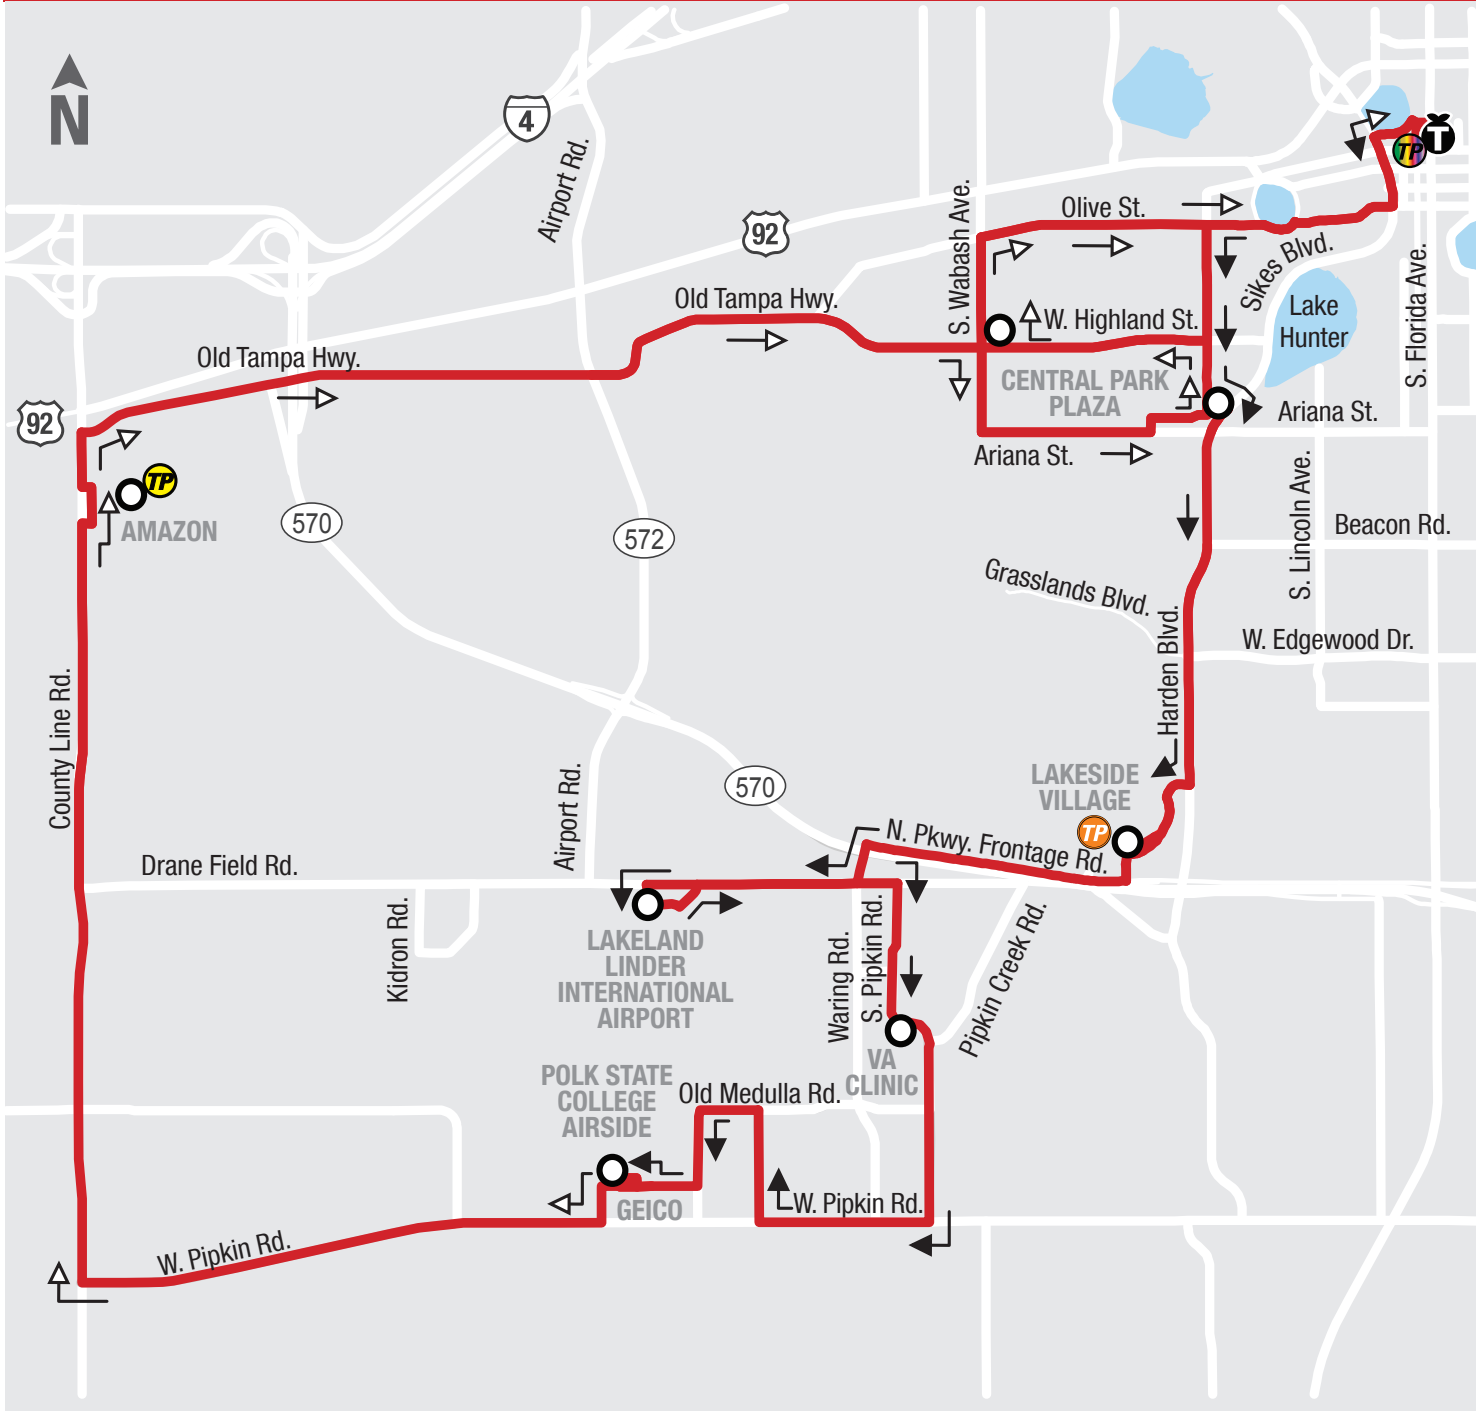 N
4
Airport Rd.
92
T
TP
S. Wabash Ave.
Olive St.
Sikes Blvd.
Old Tampa Hwy.
W. Highland St.
Lake
Hunter
S. Florida Ave.
Old Tampa Hwy.
CENTRAL PARK
PLAZA
92
Ariana St.
Ariana St.
TP
AMAZON
570
572
S. Lincoln Ave.
Beacon Rd.
Grasslands Blvd.
W. Edgewood Dr.
Harden Blvd.
County Line Rd.
LAKESIDE
VILLAGE
570
TP
Airport Rd.
N. Pkwy. Frontage Rd.
Drane Field Rd.
Kidron Rd.
LAKELAND
LINDER
INTERNATIONAL
AIRPORT
Waring Rd.
S. Pipkin Rd.
Pipkin Creek Rd.
VA
CLINIC
POLK STATE
COLLEGE
AIRSIDE
Old Medulla Rd.
GEICO
W. Pipkin Rd.
W. Pipkin Rd.